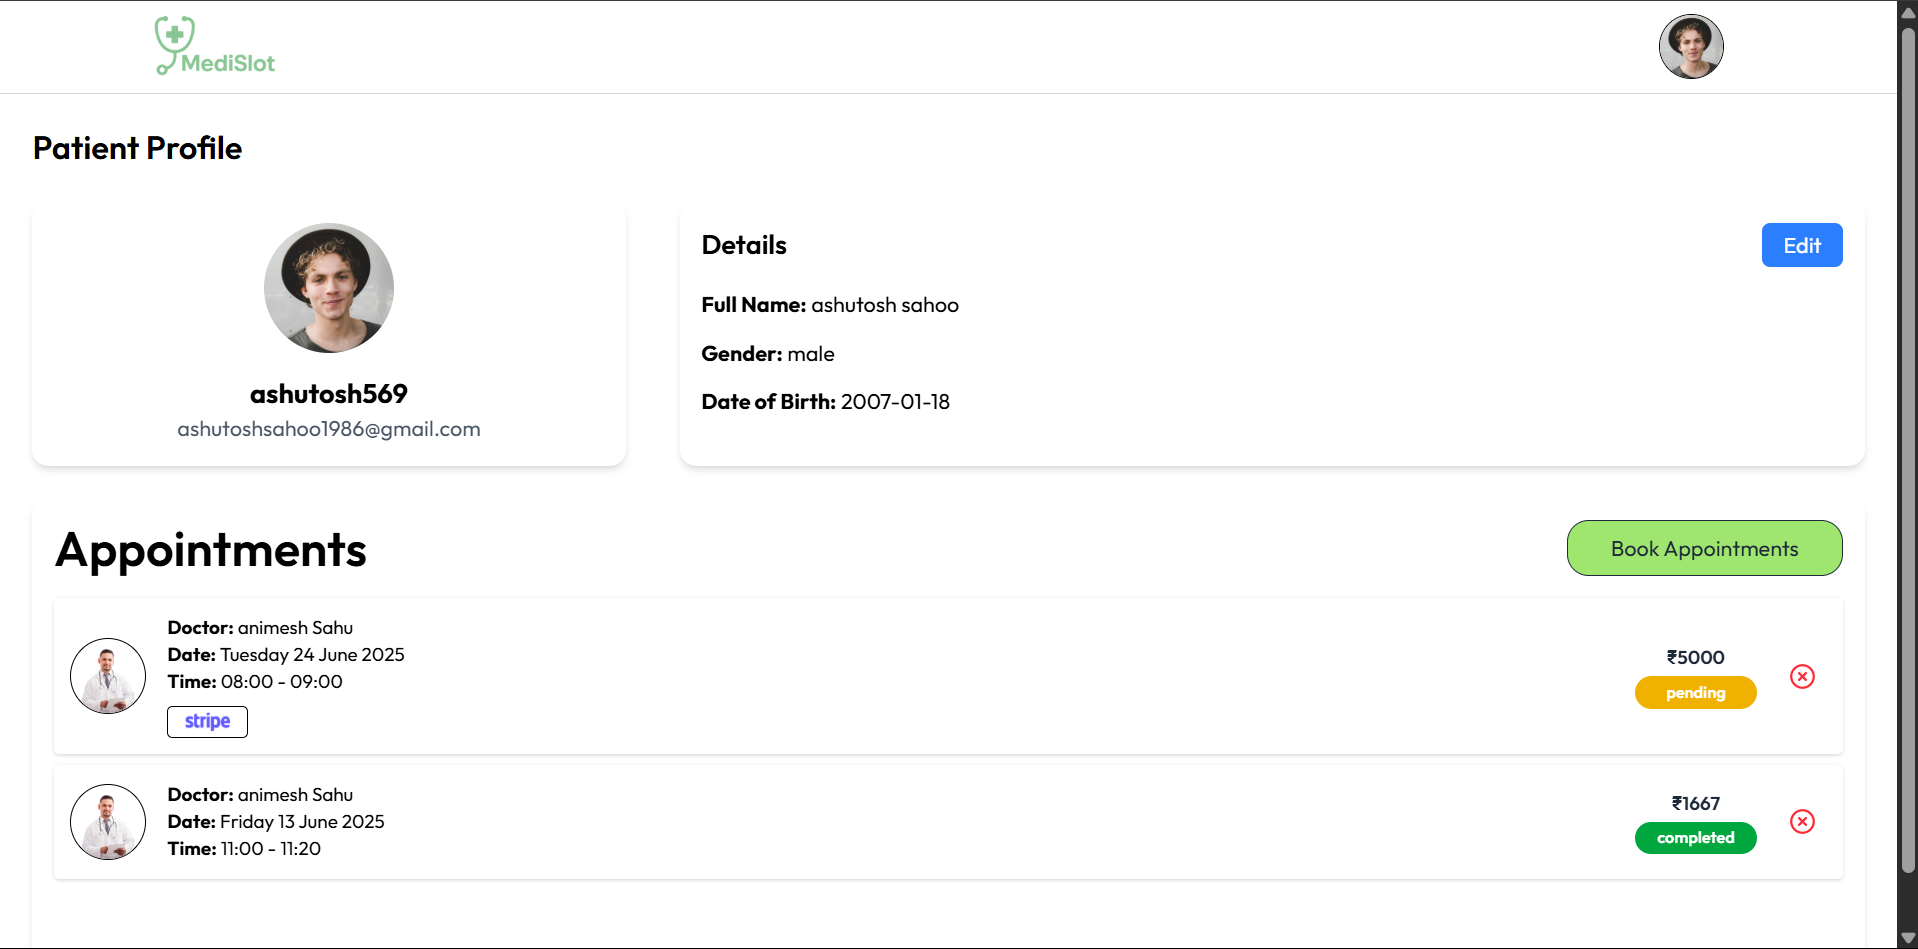 MediSlot
Patient Profile
ashutosh569
ashutoshsahoo1986@gmail.com
Details
Edit
Full Name: ashutosh sahoo
Gender: male
Date of Birth: 2007-01-18
Appointments
Book Appointments
Doctor: animesh Sahu
Date: Tuesday 24 June 2025
Time: 08:00 - 09:00
stripe
₹5000
pending
Doctor: animesh Sahu
Date: Friday 13 June 2025
Time: 11:00 - 11:20
₹1667
completed